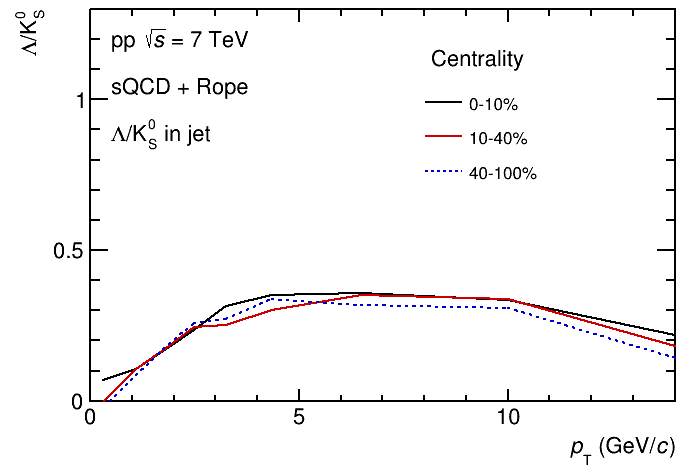 Λ/K⁰_S
pp √s = 7 TeV
sQCD + Rope
Λ/K⁰_S in jet
Centrality
0-10%
10-40%
40-100%
1
0.5
0
0 5 10
p_T (GeV/c)